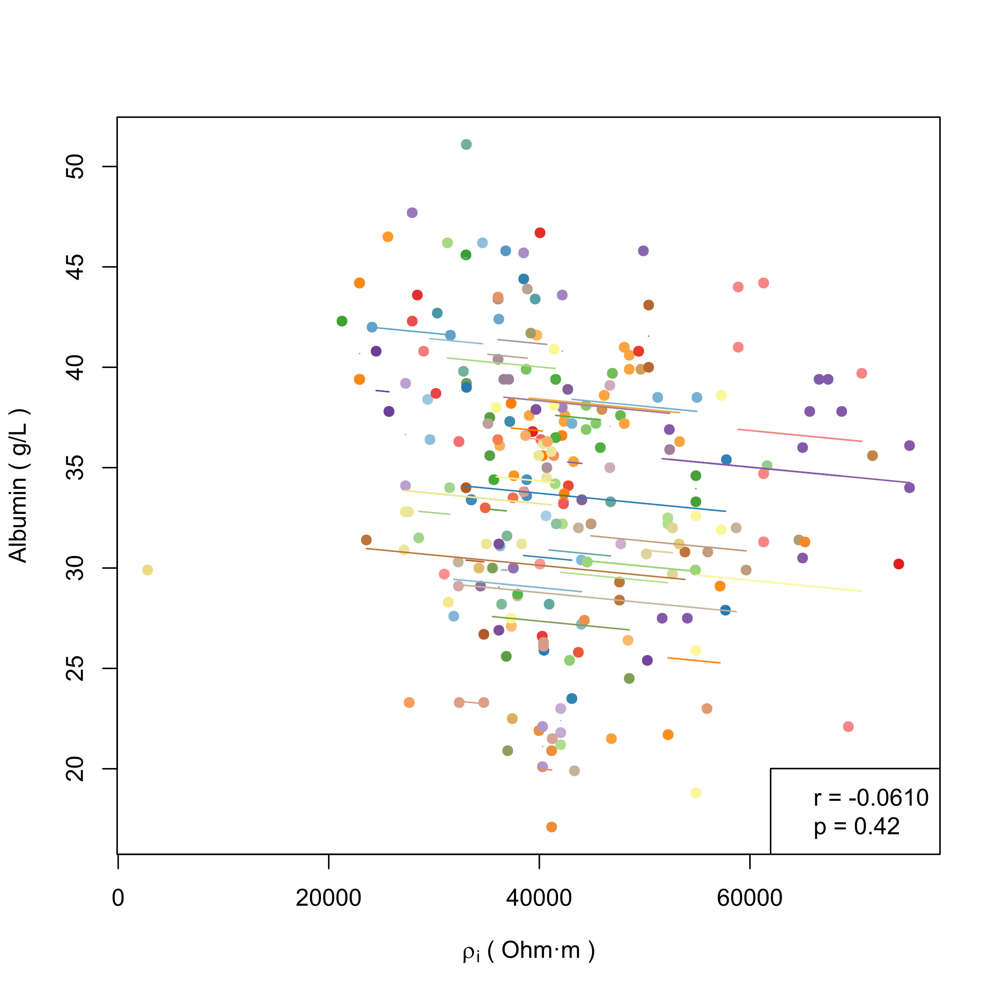 50
45
40
35
30
25
20
Albumin ( g/L )
r = -0.0610
p = 0.42
0 20000 40000 60000
ρi ( Ohm·m )